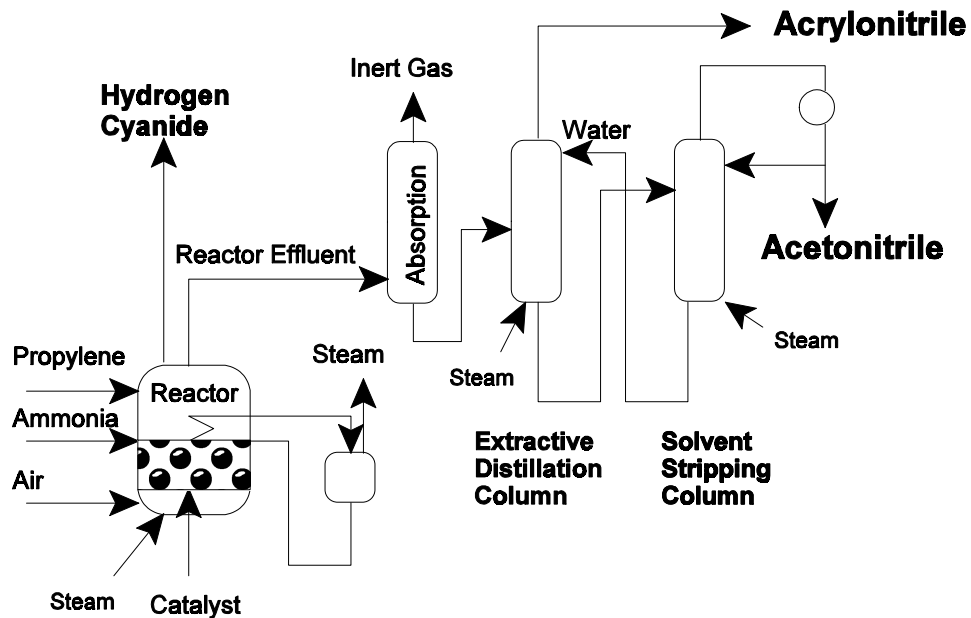 Acrylonitrile
Inert Gas
Hydrogen
Cyanide
Water
Absorption
Reactor Effluent
Acetonitrile
Steam
Steam
Steam
Propylene
Reactor
Ammonia
Air
Extractive
Distillation
Column
Solvent
Stripping
Column
Steam
Catalyst